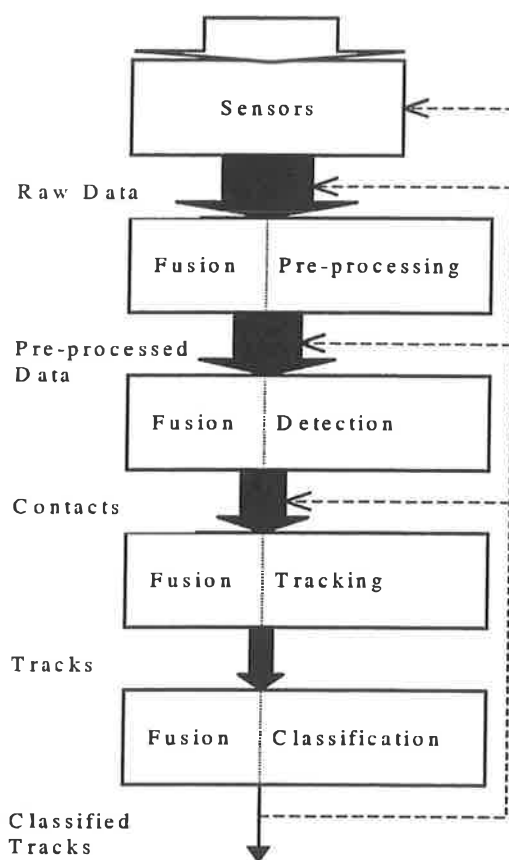 Sensors
Raw Data
Fusion Pre-processing
Pre-processed
Data
Fusion Detection
Contacts
Fusion Tracking
Tracks
Fusion Classification
Classified
Tracks